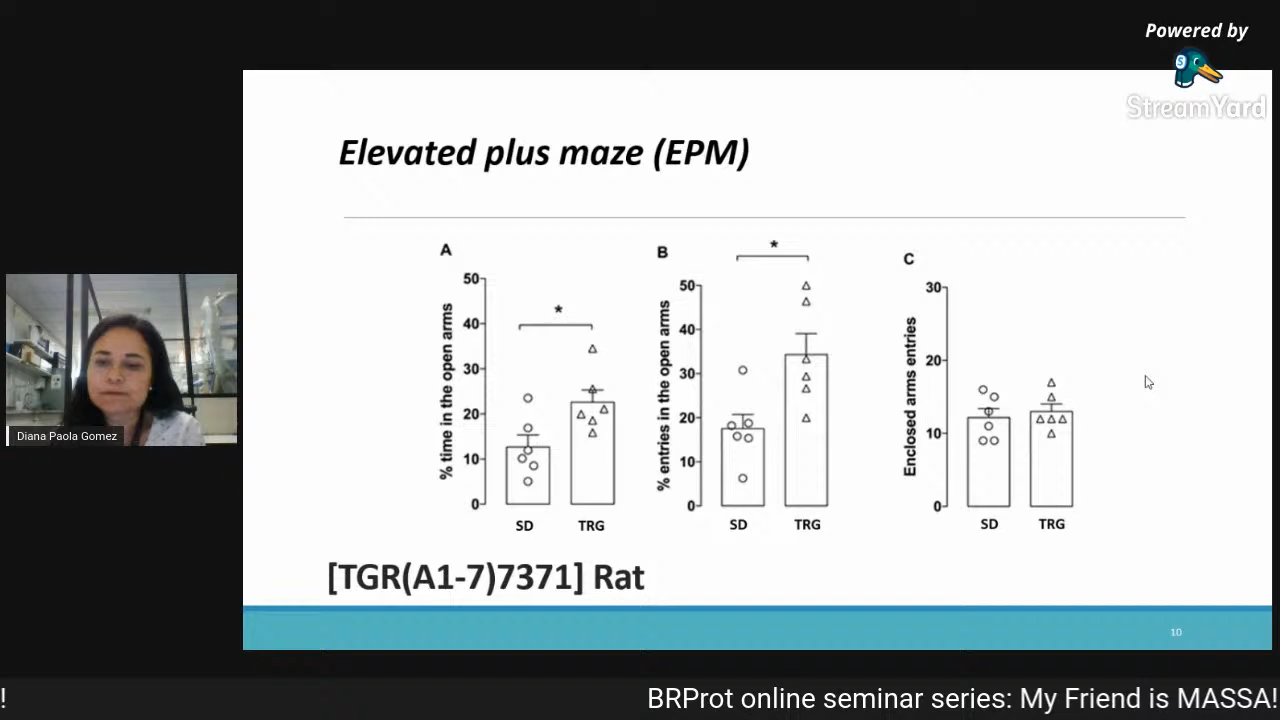 Powered by
StreamYard
Elevated plus maze (EPM)
A
% time in the open arms
50
40
30
20
10
0
*
SD
TRG
B
% entries in the open arms
50
40
30
20
10
0
*
SD
TRG
C
Enclosed arms entries
30
20
10
0
SD
TRG
[TGR(A1-7)7371] Rat
10
Diana Paola Gomez
! BRProt online seminar series: My Friend is MASSA!